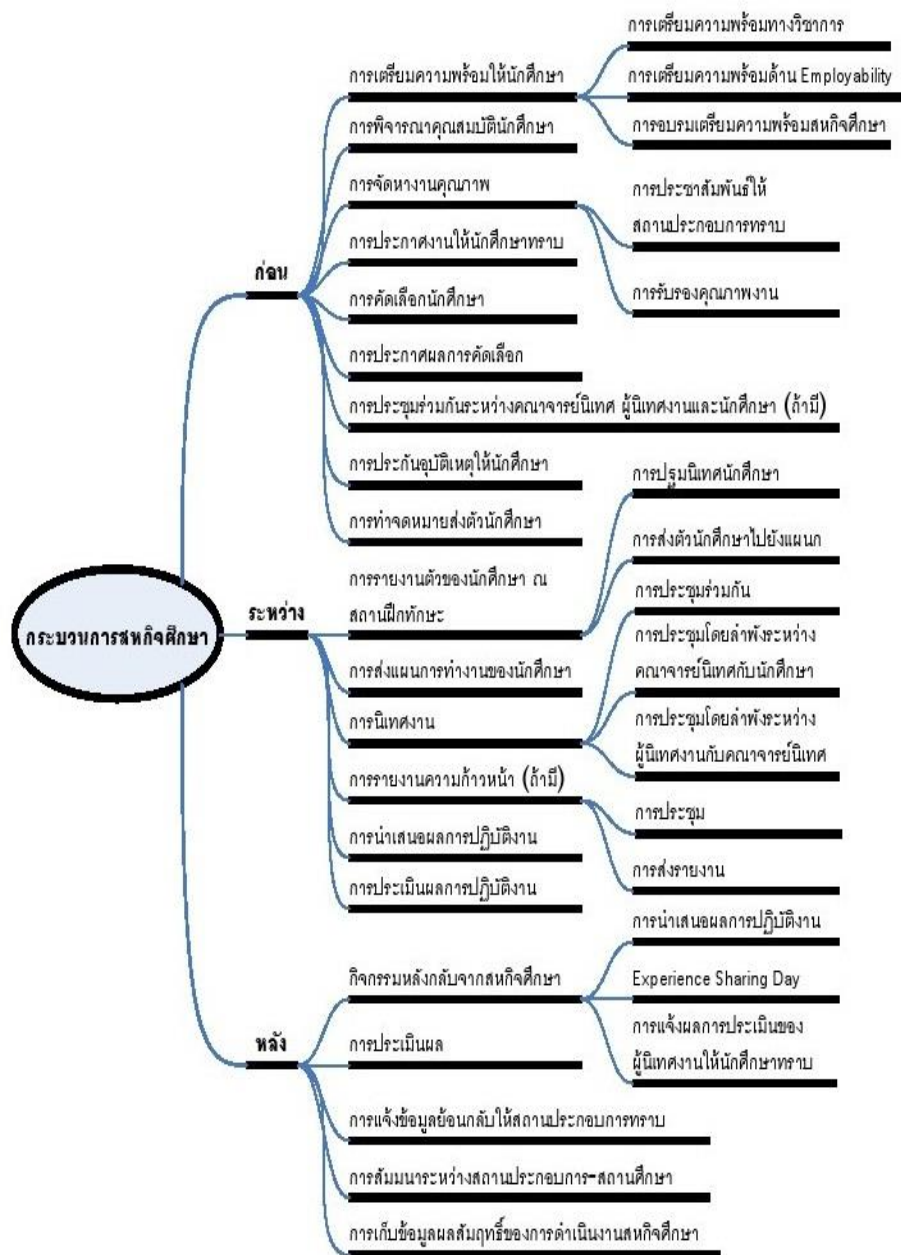 การเตรียมความพร้อมทางวิชาการ
การเตรียมความพร้อมให้นักศึกษา
การเตรียมความพร้อมด้าน Employability
การอบรมเตรียมความพร้อมสหกิจศึกษา
การพิจารณาคุณสมบัตินักศึกษา
การจัดหางานคุณภาพ
การประชาสัมพันธ์ให้
สถานประกอบการทราบ
การรับรองคุณภาพงาน
การประกาศงานให้นักศึกษาทราบ
ก่อน
การคัดเลือกนักศึกษา
การประกาศผลการคัดเลือก
การประชุมร่วมกันระหว่างคณาจารย์นิเทศ ผู้นิเทศงานและนักศึกษา (ถ้ามี)
การประกันอุบัติเหตุให้นักศึกษา
การทำจดหมายส่งตัวนักศึกษา
กระบวนการสหกิจศึกษา
ระหว่าง
การรายงานตัวของนักศึกษา ณ
สถานฝึกทักษะ
การปฐมนิเทศนักศึกษา
การส่งตัวนักศึกษาไปยังแผนก
การส่งแผนการทำงานของนักศึกษา
การนิเทศงาน
การประชุมร่วมกัน
การประชุมโดยลำพังระหว่าง
คณาจารย์นิเทศกับนักศึกษา
การประชุมโดยลำพังระหว่าง
ผู้นิเทศงานกับคณาจารย์นิเทศ
การรายงานความก้าวหน้า (ถ้ามี)
การประชุม
การส่งรายงาน
การนำเสนอผลการปฏิบัติงาน
การประเมินผลการปฏิบัติงาน
หลัง
กิจกรรมหลังกลับจากสหกิจศึกษา
การนำเสนอผลการปฏิบัติงาน
Experience Sharing Day
การแจ้งผลการประเมินของ
ผู้นิเทศงานให้นักศึกษาทราบ
การประเมินผล
การแจ้งข้อมูลย้อนกลับให้สถานประกอบการทราบ
การสัมมนาระหว่างสถานประกอบการ-สถานศึกษา
การเก็บข้อมูลผลสัมฤทธิ์ของการดำเนินงานสหกิจศึกษา